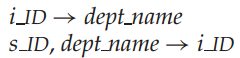 i_ID → dept_name
s_ID, dept_name → i_ID